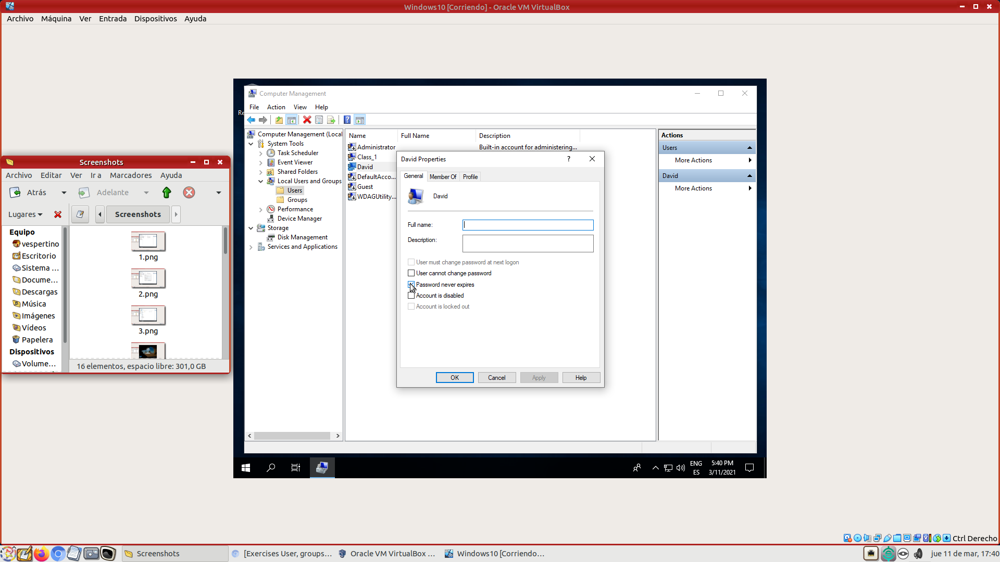 Windows10 [Corriendo] - Oracle VM VirtualBox
Archivo Máquina Ver Entrada Dispositivos Ayuda
Computer Management
File Action View Help
Computer Management (Local
System Tools
Task Scheduler
Event Viewer
Shared Folders
Local Users and Groups
Users
Groups
Performance
Device Manager
Storage
Disk Management
Services and Applications
Name Full Name Description
Administrator Built-in account for administering...
Class_1
David
DefaultAcco...
Guest
WDAGUtility...
Actions
Users
More Actions
David
More Actions
David Properties
General Member Of Profile
David
Full name:
Description:
User must change password at next logon
User cannot change password
Password never expires
Account is disabled
Account is locked out
OK Cancel Apply Help
ENG
ES
5:40 PM
3/11/2021
Screenshots
Archivo Editar Ver Ir a Marcadores Ayuda
Atrás Adelante
Lugares Screenshots
Equipo
vespertino
Escritorio
Sistema ...
Docume...
Descargas
Música
Imágenes
Vídeos
Papelera
Dispositivos
Volume...
1.png
2.png
3.png
16 elementos, espacio libre: 301,0 GB
Ctrl Derecho
Screenshots
[Exercises User, groups...
Oracle VM VirtualBox ...
Windows10 [Corriendo...
jue 11 de mar, 17:40